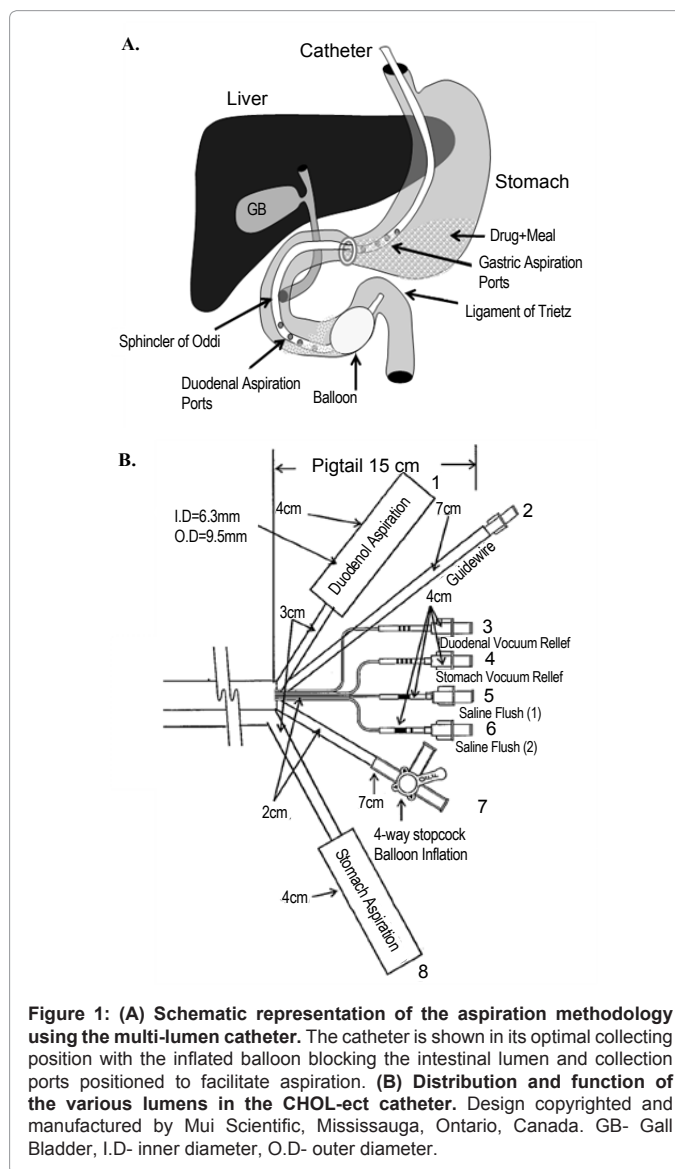 A.
Catheter
Liver
GB
Stomach
Drug+Meal
Gastric Aspiration
Ports
Ligament of Trietz
Sphincler of Oddi
Duodenal Aspiration
Ports
Balloon
B.
Pigtail 15 cm
I.D=6.3mm
O.D=9.5mm
4cm
Duodenol Aspiration
1
7cm
2
Guidewire
3cm
4cm
3
Duodenal Vocuum Rellef
4
Stomach Vocuum Rellef
5
Saline Flush (1)
6
Saline Flush (2)
2cm
7cm
7
4-way stopcock
Balloon Inflation
4cm
Stomach Aspiration
8
Figure 1: (A) Schematic representation of the aspiration methodology
using the multi-lumen catheter. The catheter is shown in its optimal collecting
position with the inflated balloon blocking the intestinal lumen and collection
ports positioned to facilitate aspiration. (B) Distribution and function of
the various lumens in the CHOL-ect catheter. Design copyrighted and
manufactured by Mui Scientific, Mississauga, Ontario, Canada. GB- Gall
Bladder, I.D- inner diameter, O.D- outer diameter.